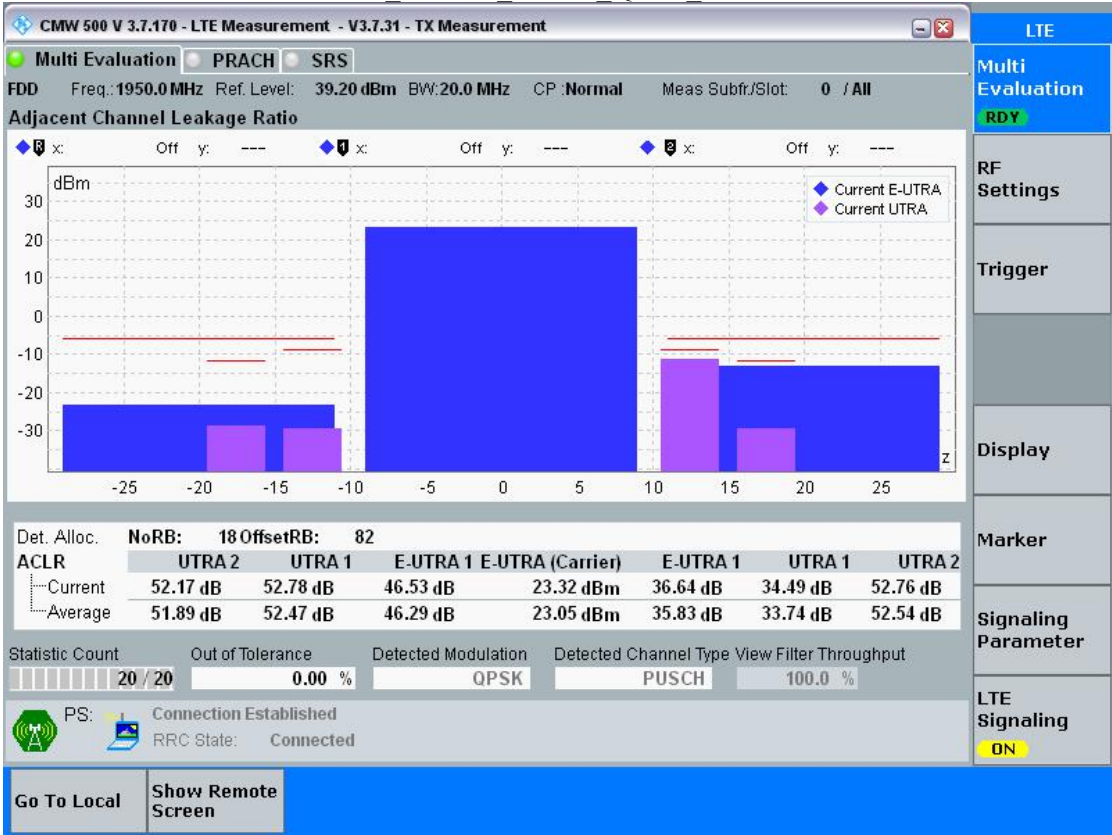 CMW 500 V 3.7.170 - LTE Measurement - V3.7.31 - TX Measurement
LTE
Multi Evaluation PRACH SRS
Multi Evaluation
RDY
FDD Freq.:1950.0 MHz Ref. Level: 39.20 dBm BW:20.0 MHz CP :Normal Meas Subfr./Slot: 0 / All
Adjacent Channel Leakage Ratio
R x: Off y: --- 1 x: Off y: --- 2 x: Off y: ---
dBm
Current E-UTRA
Current UTRA
30
20
10
0
-10
-20
-30
z
-25 -20 -15 -10 -5 0 5 10 15 20 25
RF Settings
Trigger
Display
Marker
Signaling Parameter
LTE Signaling
ON
Det. Alloc. NoRB: 18 OffsetRB: 82
ACLR UTRA 2 UTRA 1 E-UTRA 1 E-UTRA (Carrier) E-UTRA 1 UTRA 1 UTRA 2
Current 52.17 dB 52.78 dB 46.53 dB 23.32 dBm 36.64 dB 34.49 dB 52.76 dB
Average 51.89 dB 52.47 dB 46.29 dB 23.05 dBm 35.83 dB 33.74 dB 52.54 dB
Statistic Count Out of Tolerance Detected Modulation Detected Channel Type View Filter Throughput
20 / 20 0.00 % QPSK PUSCH 100.0 %
PS: Connection Established
RRC State: Connected
Go To Local
Show Remote Screen